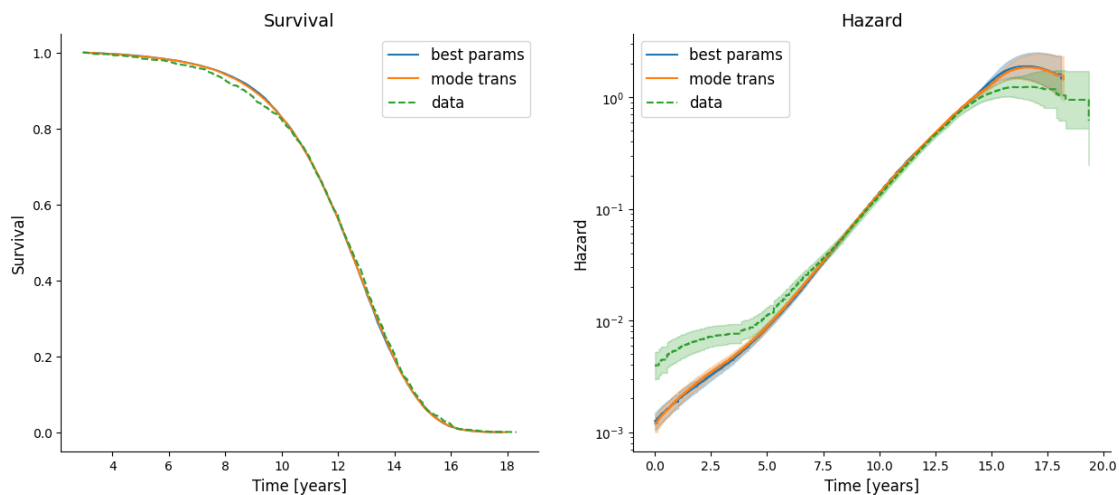 Survival
Survival
1.0
0.8
0.6
0.4
0.2
0.0
best params
mode trans
data
4 6 8 10 12 14 16 18
Time [years]
Hazard
Hazard
10⁰
10⁻¹
10⁻²
10⁻³
best params
mode trans
data
0.0 2.5 5.0 7.5 10.0 12.5 15.0 17.5 20.0
Time [years]